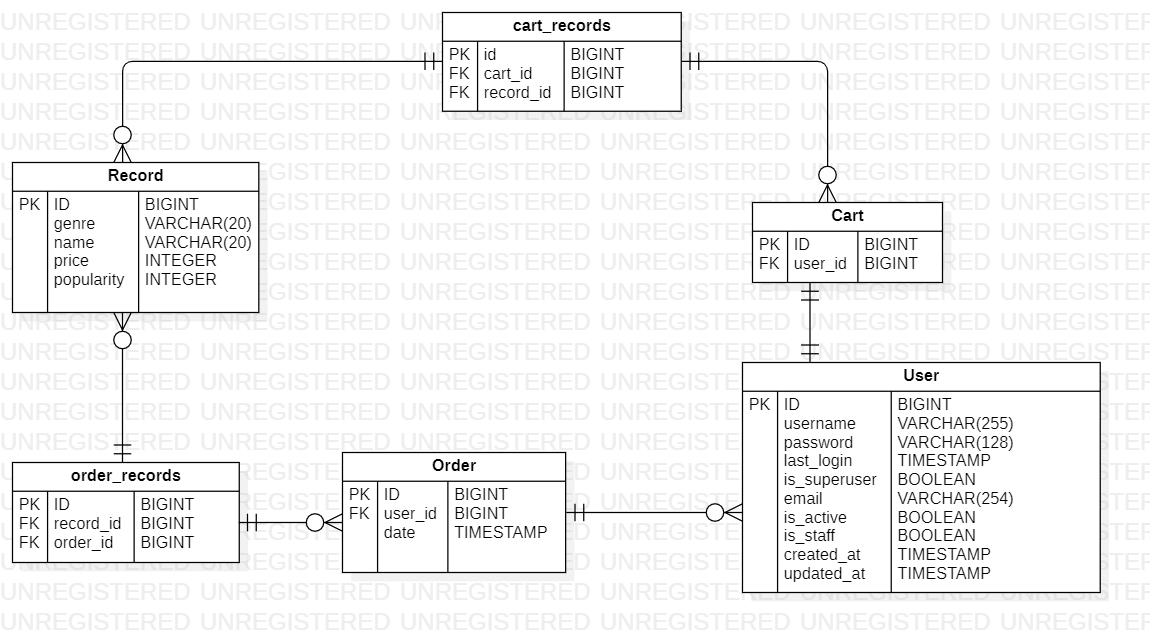 cart_records
PK id BIGINT
FK cart_id BIGINT
FK record_id BIGINT
Record
PK ID BIGINT
genre VARCHAR(20)
name VARCHAR(20)
price INTEGER
popularity INTEGER
Cart
PK ID BIGINT
FK user_id BIGINT
User
PK ID BIGINT
username VARCHAR(255)
password VARCHAR(128)
last_login TIMESTAMP
is_superuser BOOLEAN
email VARCHAR(254)
is_active BOOLEAN
is_staff BOOLEAN
created_at TIMESTAMP
updated_at TIMESTAMP
order_records
PK ID BIGINT
FK record_id BIGINT
FK order_id BIGINT
Order
PK ID BIGINT
FK user_id BIGINT
date TIMESTAMP
UNREGISTERED